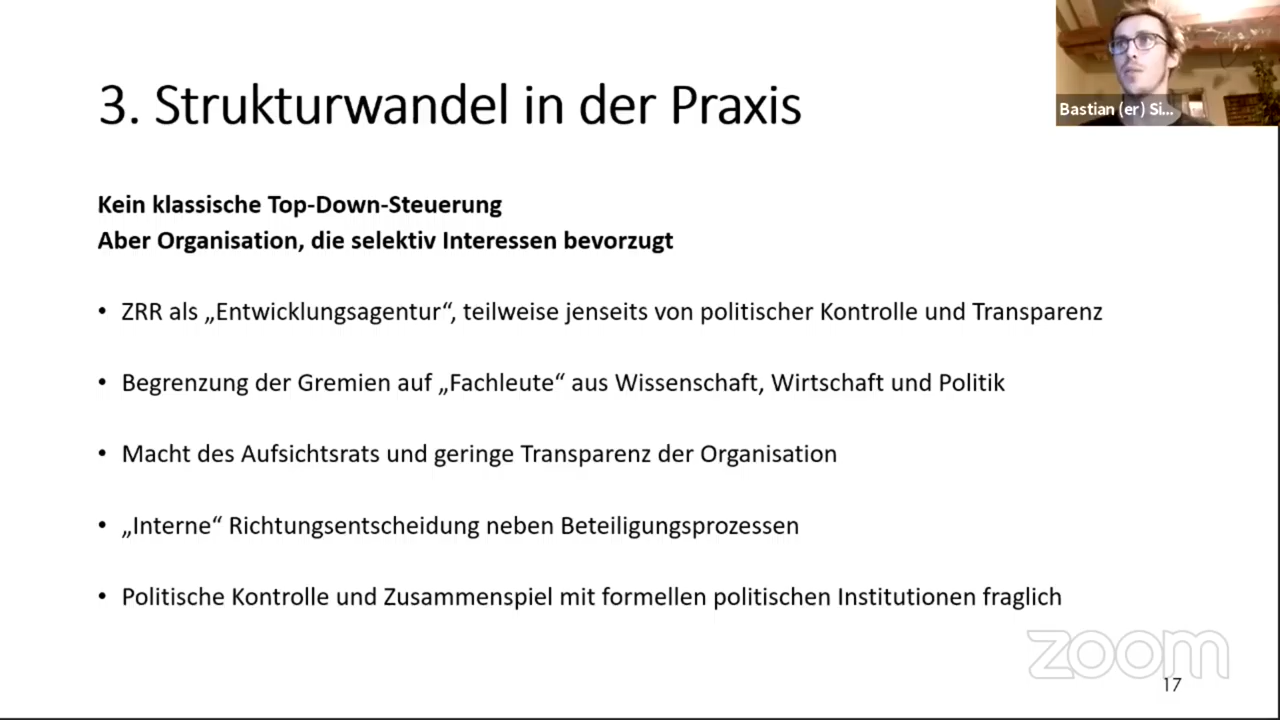 3. Strukturwandel in der Praxis
Bastian (er) Si...
Kein klassische Top-Down-Steuerung
Aber Organisation, die selektiv Interessen bevorzugt
• ZRR als „Entwicklungsagentur“, teilweise jenseits von politischer Kontrolle und Transparenz
• Begrenzung der Gremien auf „Fachleute“ aus Wissenschaft, Wirtschaft und Politik
• Macht des Aufsichtsrats und geringe Transparenz der Organisation
• „Interne“ Richtungsentscheidung neben Beteiligungsprozessen
• Politische Kontrolle und Zusammenspiel mit formellen politischen Institutionen fraglich
zoom
17